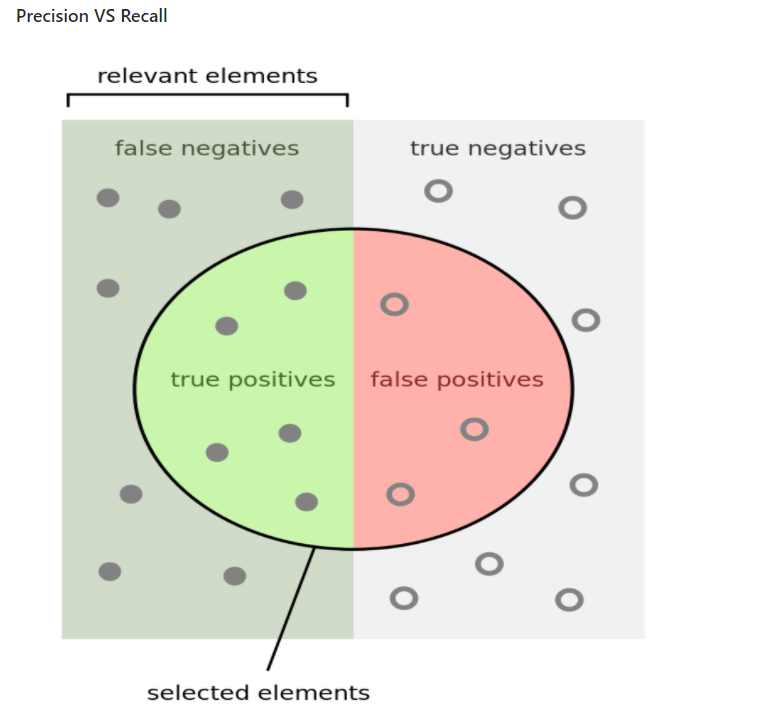 Precision VS Recall
relevant elements
false negatives
true negatives
true positives
false positives
selected elements